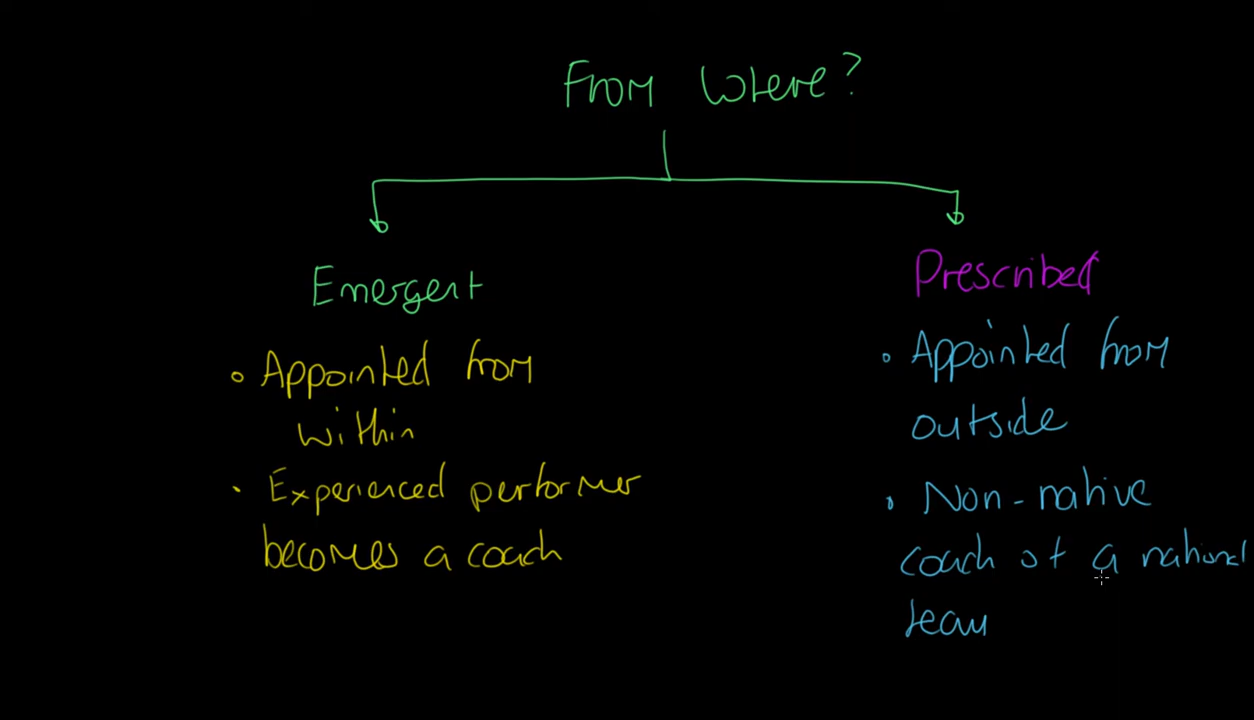 From Where?
Emergent
• Appointed from
within
• Experienced performer
becomes a coach
Prescribed
• Appointed from
outside
• Non-native
coach of a national
team